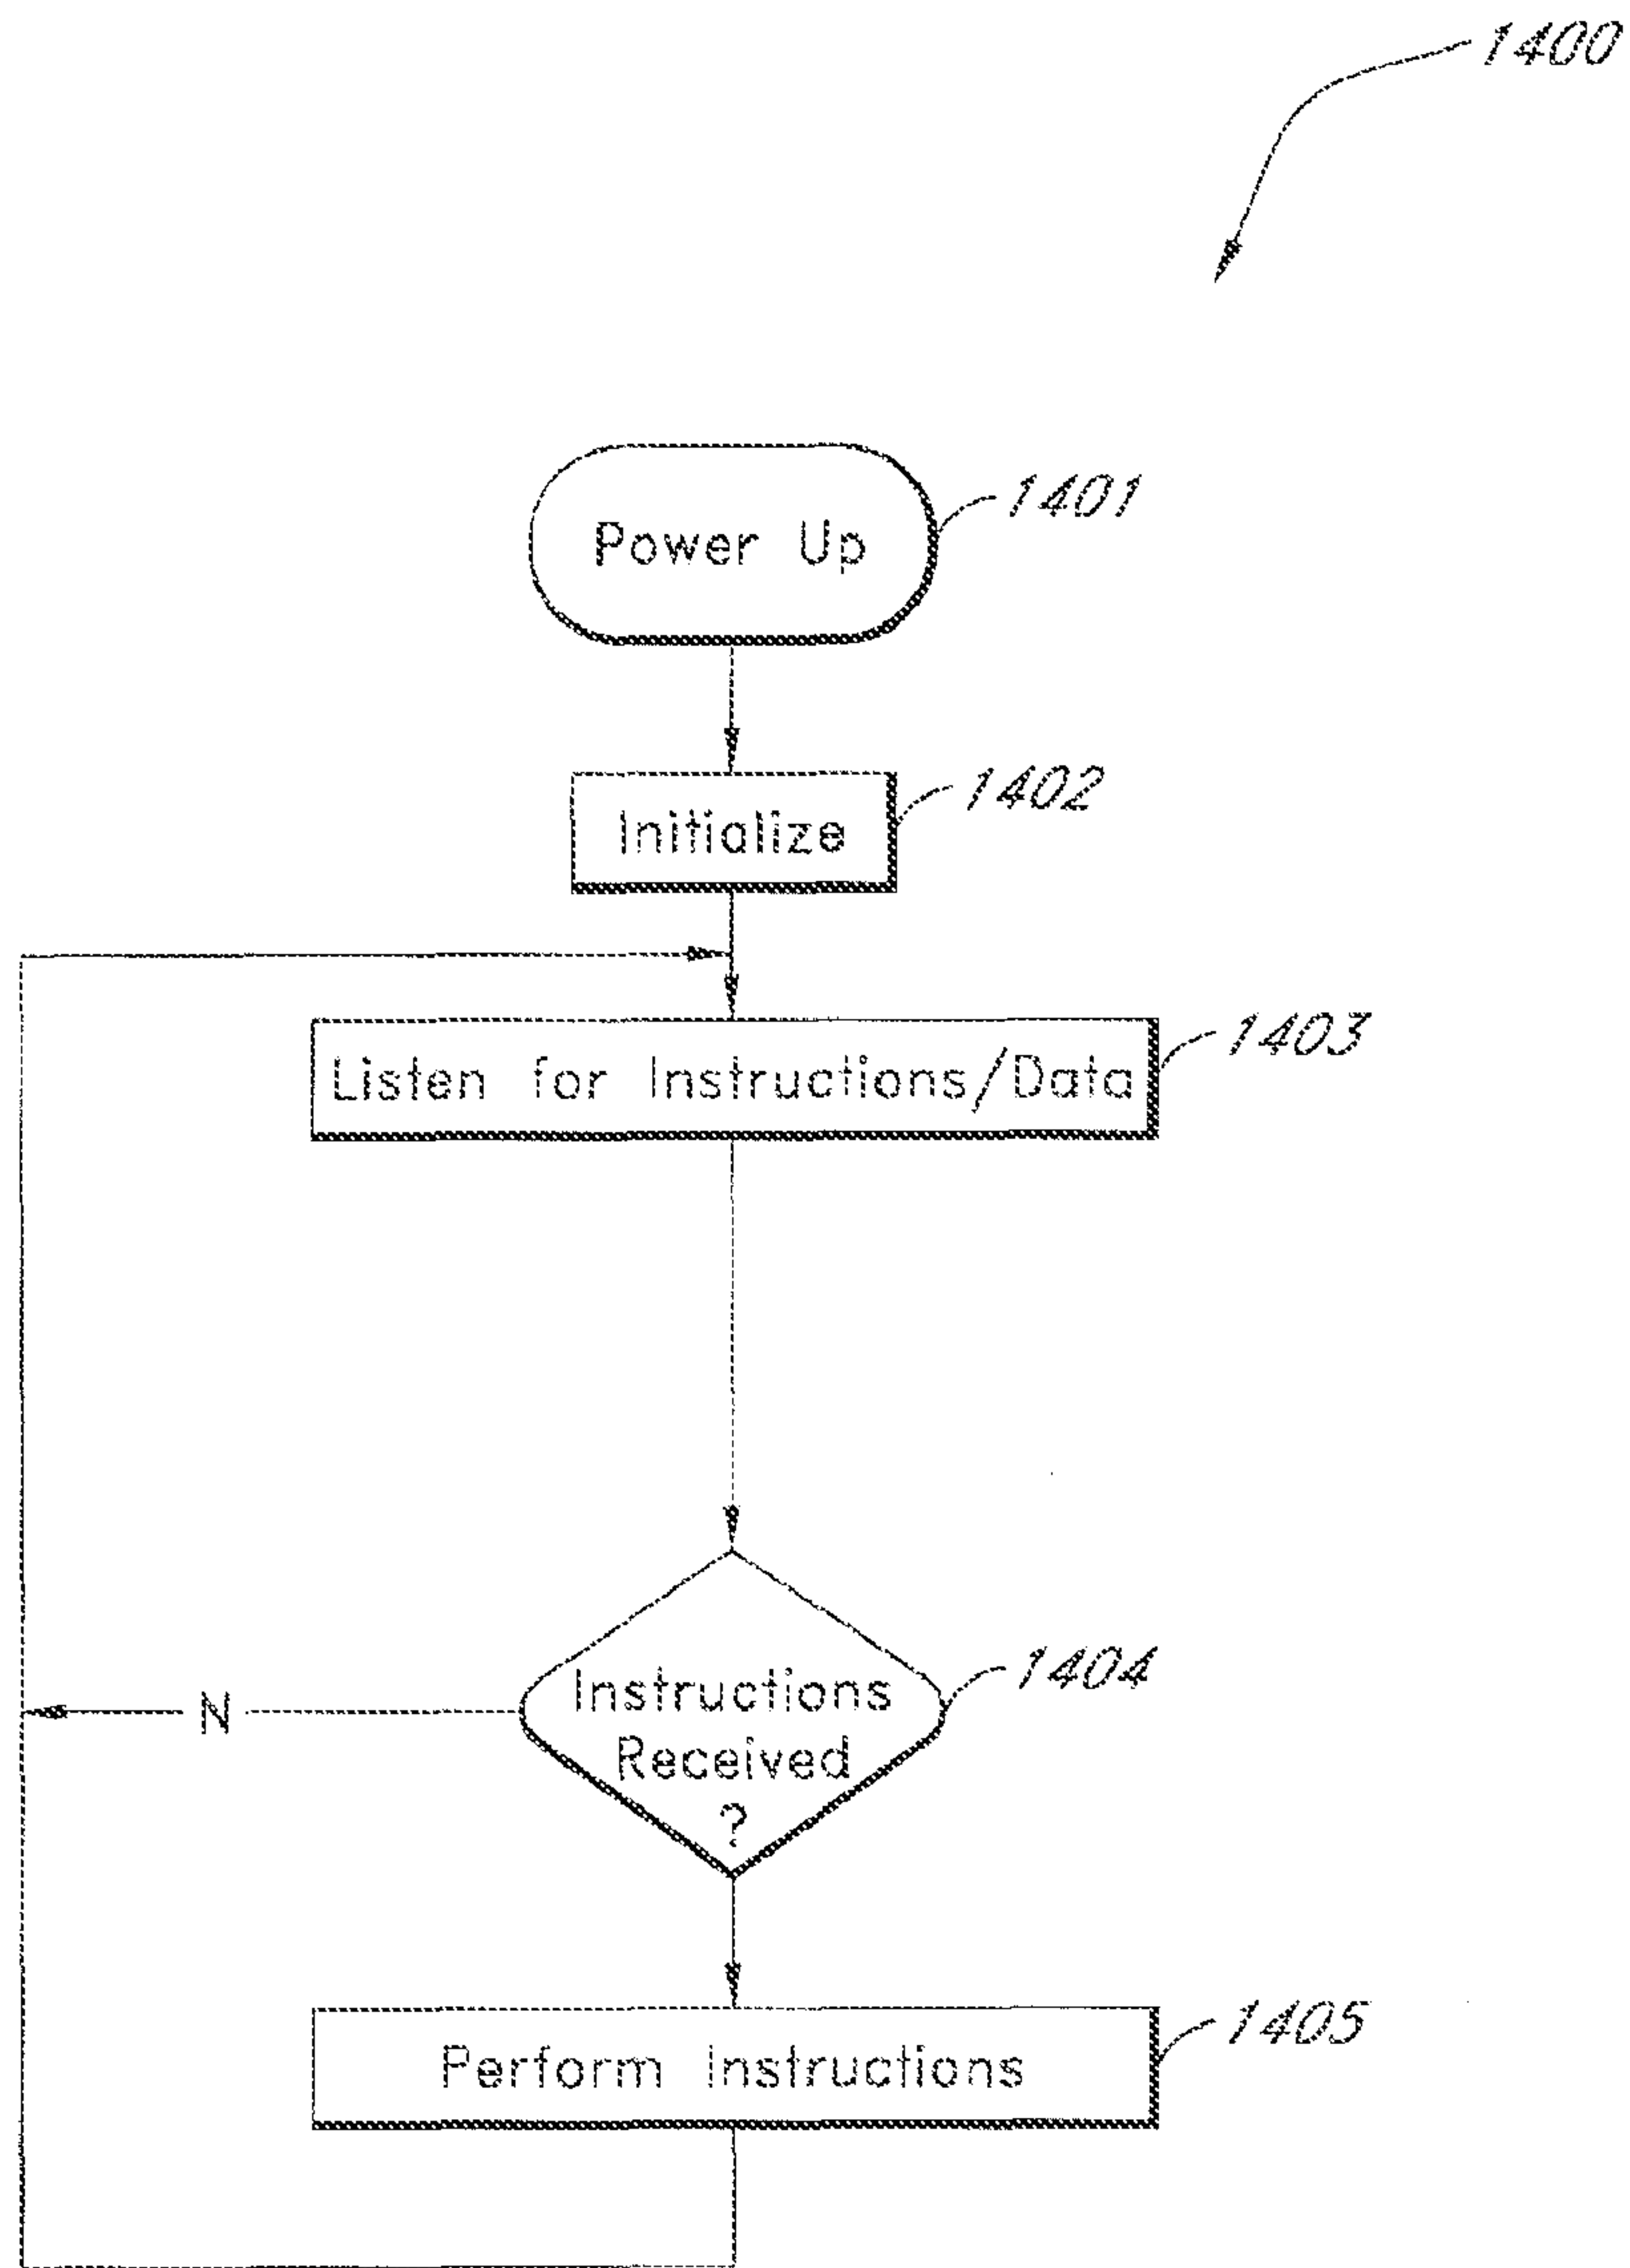 1400
Power Up
1401
Initialize
1402
Listen for Instructions/Data
1403
Instructions
Received
?
1404
N
Perform Instructions
1405